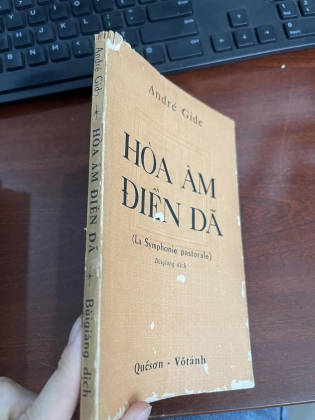 André Gide
HÒA ÂM
ĐIỀN DÃ
(La Symphonie pastorale)
Bùigiáng dịch
Quếsơn - Võtánh
André Gide + HÒA ÂM ĐIỀN DÃ + Bùigiáng dịch